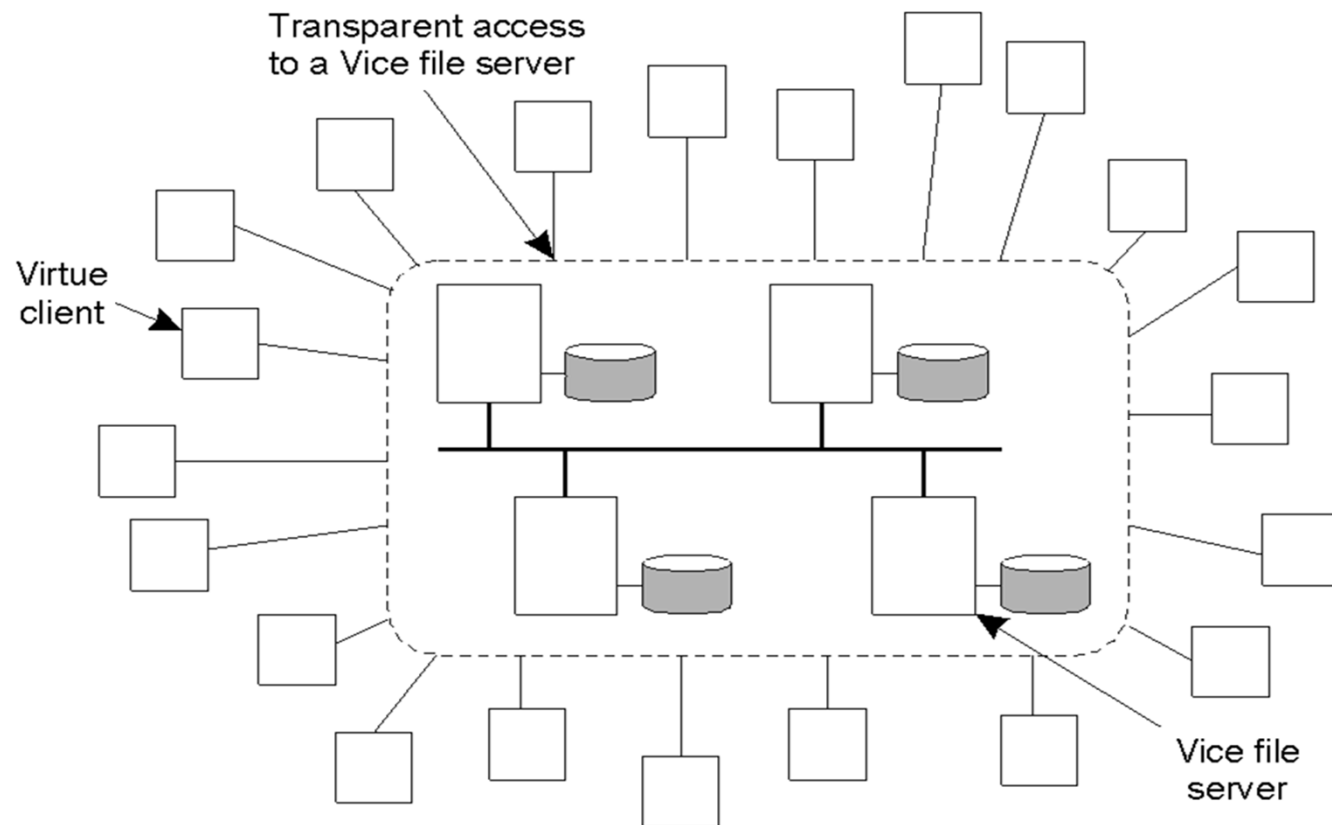 Transparent access
to a Vice file server
Virtue
client
Vice file
server